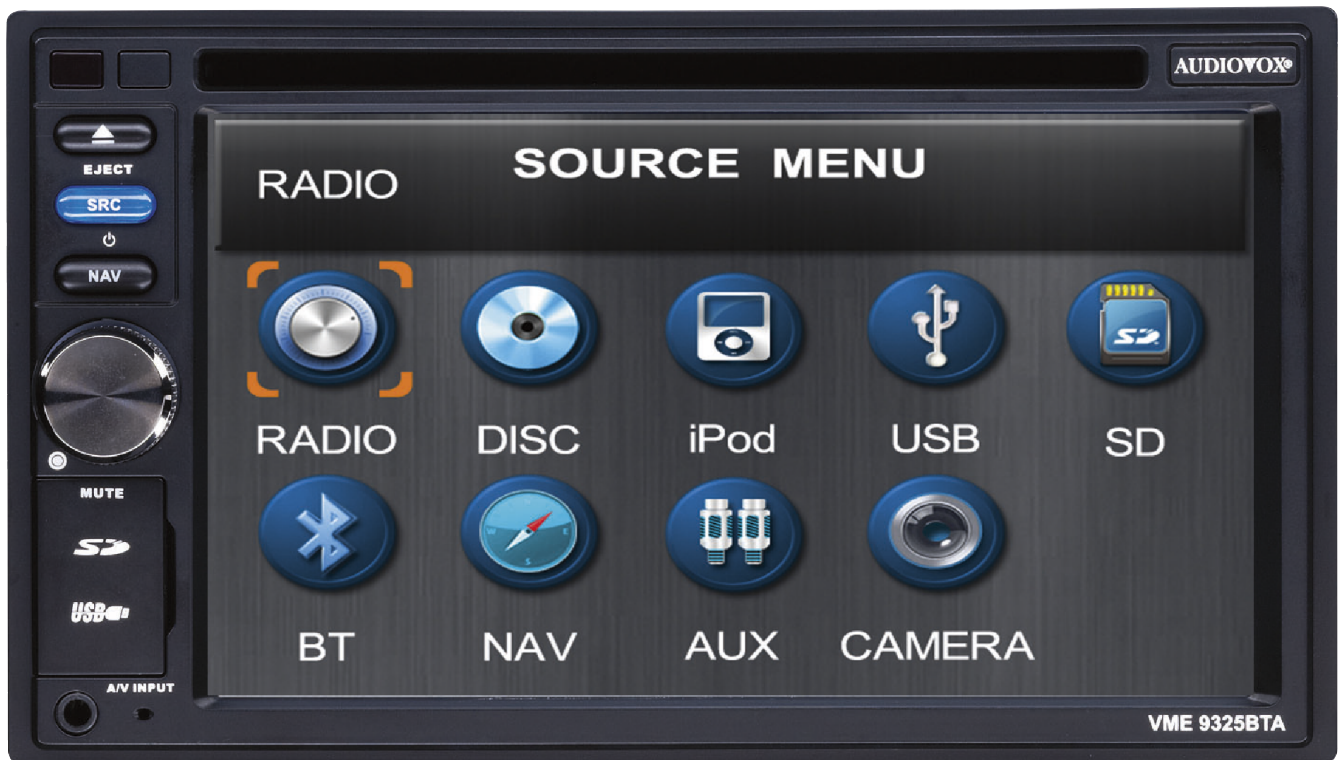 AUDIOVOX®
EJECT
SRC
NAV
MUTE
SD
USB
A/V INPUT
SOURCE MENU
RADIO
SD
RADIO DISC iPod USB SD
W E S
BT NAV AUX CAMERA
VME 9325BTA